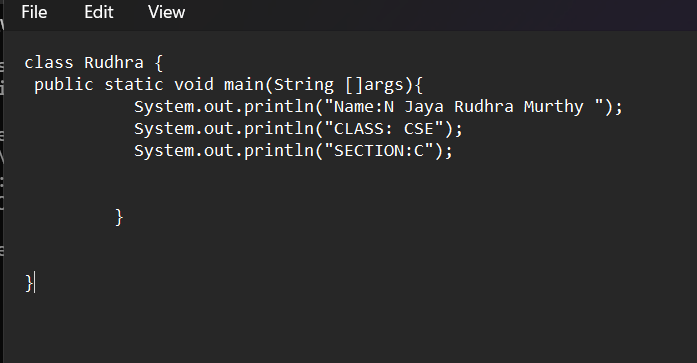 File Edit View
class Rudhra {
public static void main(String []args){
System.out.println("Name:N Jaya Rudhra Murthy ");
System.out.println("CLASS: CSE");
System.out.println("SECTION:C");
}
}